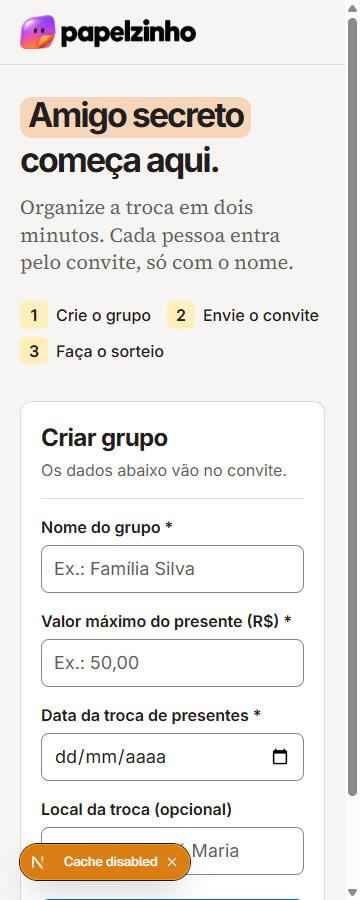 papelzinho
Amigo secreto
começa aqui.
Organize a troca em dois
minutos. Cada pessoa entra
pelo convite, só com o nome.
1 Crie o grupo 2 Envie o convite
3 Faça o sorteio
Criar grupo
Os dados abaixo vão no convite.
Nome do grupo *
Ex.: Família Silva
Valor máximo do presente (R$) *
Ex.: 50,00
Data da troca de presentes *
dd/mm/aaaa
Local da troca (opcional)
Maria
N Cache disabled ×